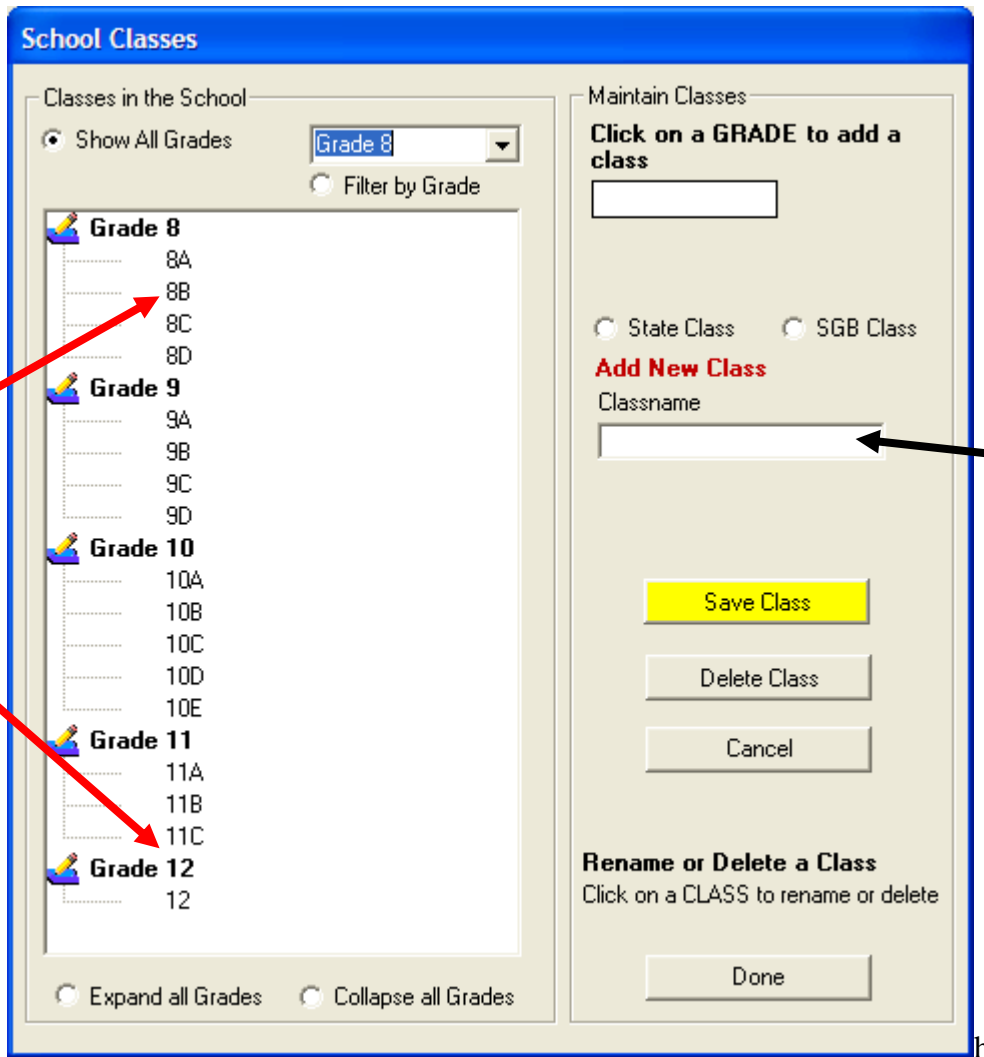 School Classes
Classes in the School
Show All Grades
Grade 8
Filter by Grade
Grade 8
8A
8B
8C
8D
Grade 9
9A
9B
9C
9D
Grade 10
10A
10B
10C
10D
10E
Grade 11
11A
11B
11C
Grade 12
12
Expand all Grades
Collapse all Grades
Maintain Classes
Click on a GRADE to add a
class
State Class
SGB Class
Add New Class
Classname
Save Class
Delete Class
Cancel
Rename or Delete a Class
Click on a CLASS to rename or delete
Done